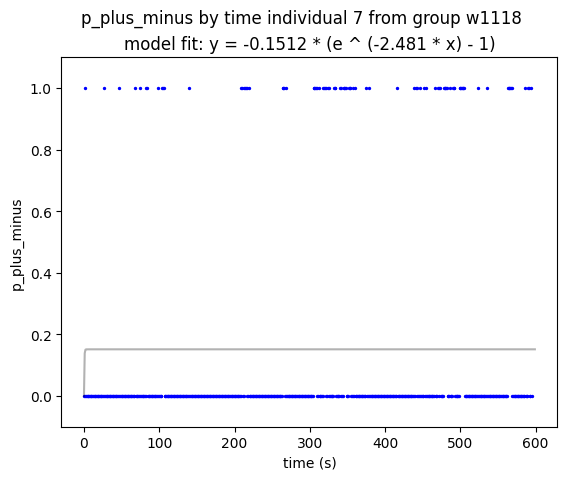 p_plus_minus by time individual 7 from group w1118
model fit: y = -0.1512 * (e ^ (-2.481 * x) - 1)
1.0
0.8
0.6
0.4
0.2
0.0
p_plus_minus
0 100 200 300 400 500 600
time (s)